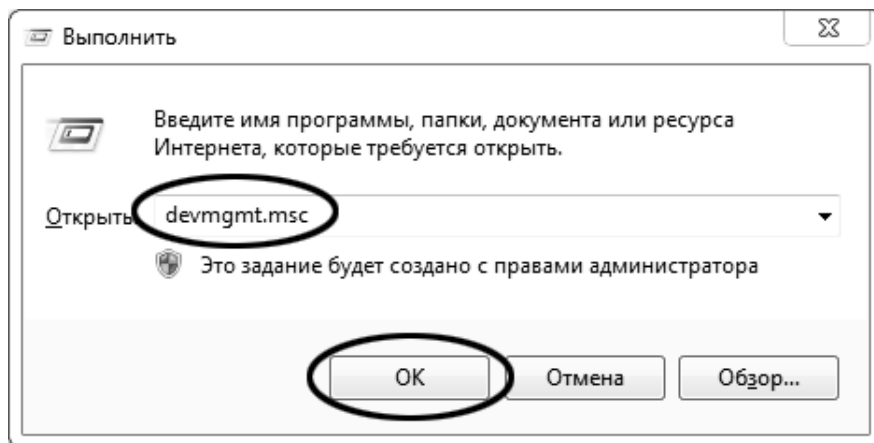 Выполнить
Введите имя программы, папки, документа или ресурса
Интернета, которые требуется открыть.
Открыть devmgmt.msc
Это задание будет создано с правами администратора
OK Отмена Обзор...